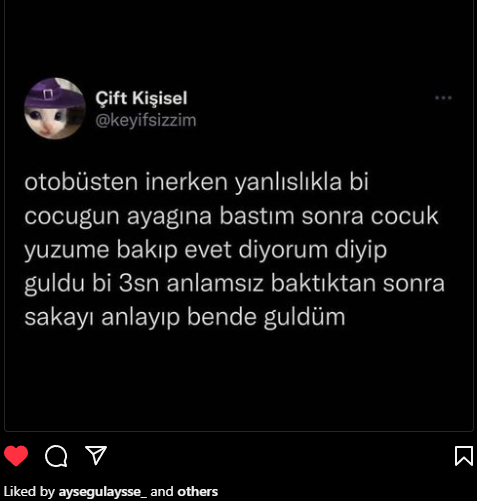 Çift Kişisel
@keyifsizzim
otobüsten inerken yanlıslıkla bi
cocugun ayagına bastım sonra cocuk
yuzume bakıp evet diyorum diyip
guldu bi 3sn anlamsız baktıktan sonra
sakayı anlayıp bende guldüm
Liked by aysegulaysse_ and others